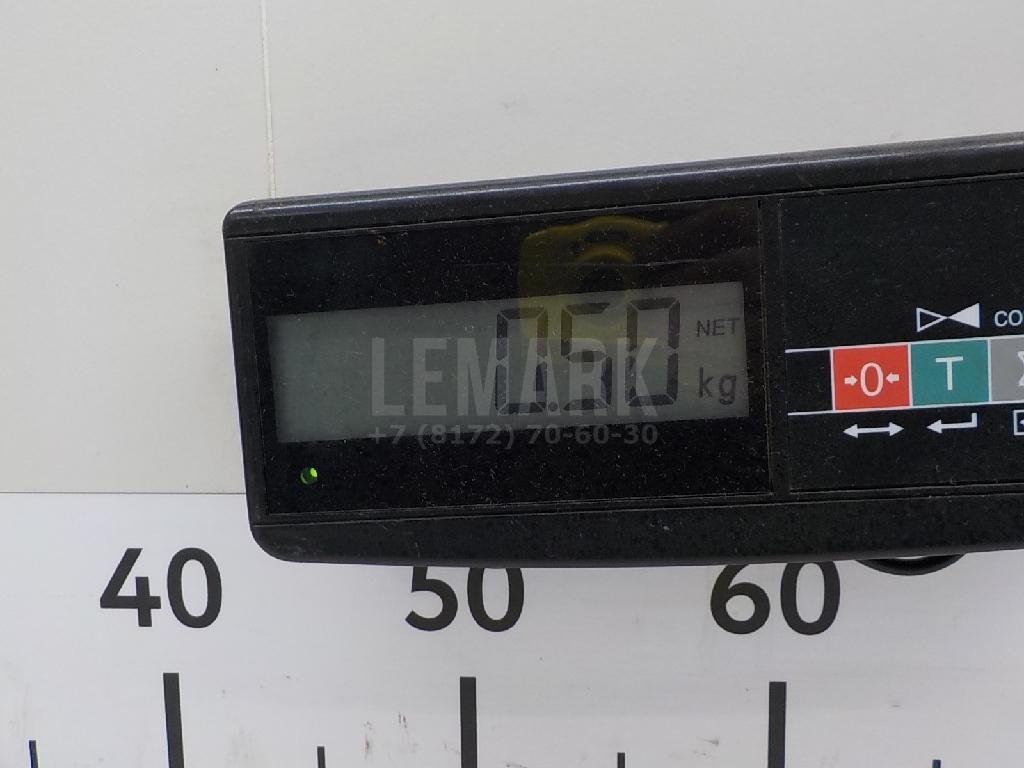 0.50
NET
kg
LEMARK
+7 (8172) 70-60-30
→0←
T
40 50 60